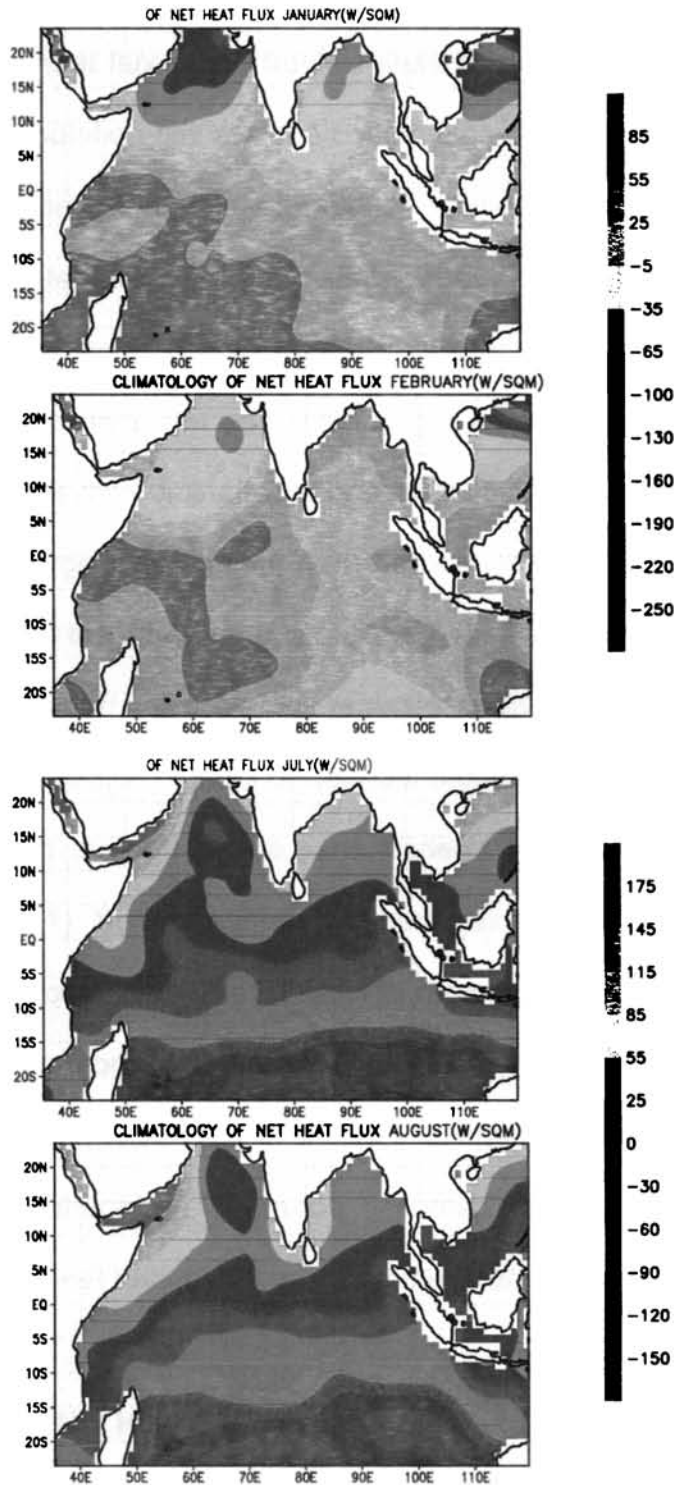 OF NET HEAT FLUX JANUARY(W/SQM)
20N
15N
10N
5N
EQ
5S
10S
15S
20S
40E 50E 60E 70E 80E 90E 100E 110E
CLIMATOLOGY OF NET HEAT FLUX FEBRUARY(W/SQM)
20N
15N
10N
5N
EQ
5S
10S
15S
20S
40E 50E 60E 70E 80E 90E 100E 110E
85
55
25
-5
-35
-65
-100
-130
-160
-190
-220
-250
OF NET HEAT FLUX JULY(W/SQM)
20N
15N
10N
5N
EQ
5S
10S
15S
20S
40E 50E 60E 70E 80E 90E 100E 110E
CLIMATOLOGY OF NET HEAT FLUX AUGUST(W/SQM)
20N
15N
10N
5N
EQ
5S
10S
15S
20S
40E 50E 60E 70E 80E 90E 100E 110E
175
145
115
85
55
25
0
-30
-60
-90
-120
-150